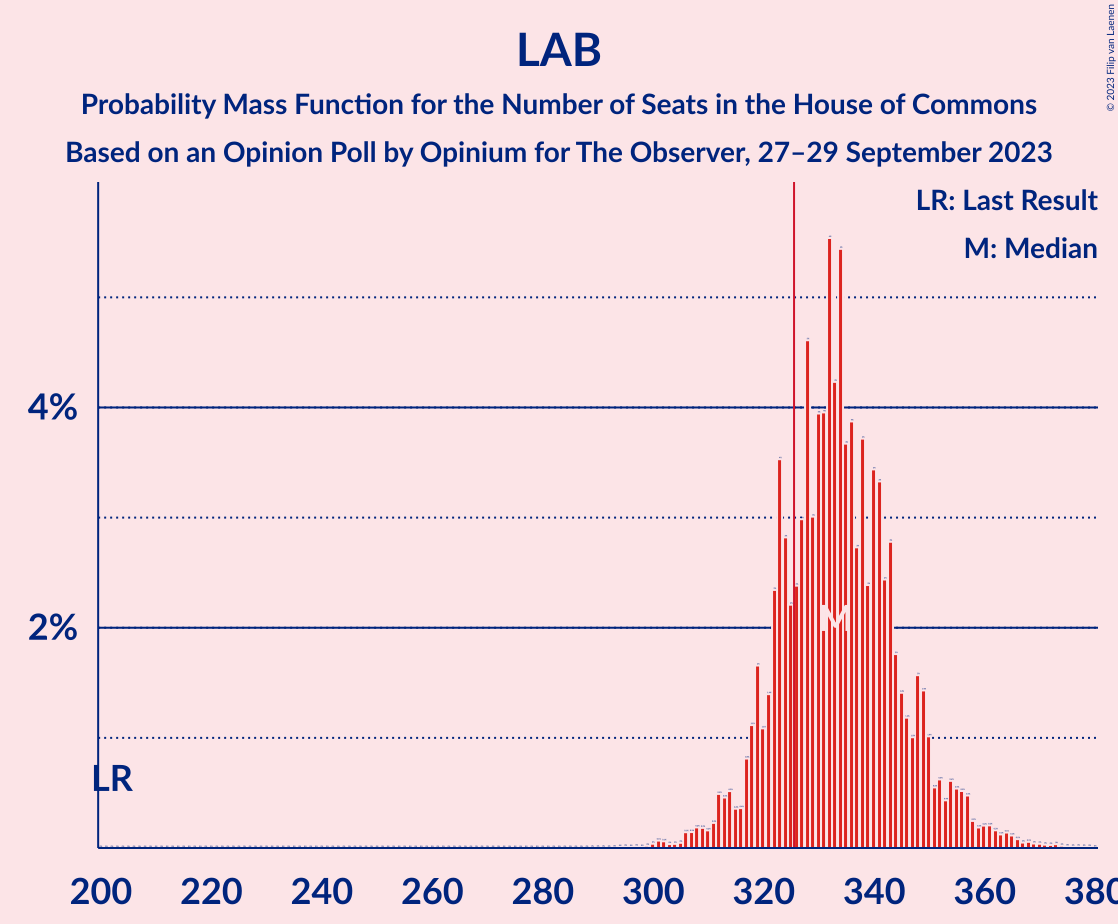 LAB
Probability Mass Function for the Number of Seats in the House of Commons
Based on an Opinion Poll by Opinium for The Observer, 27–29 September 2023
© 2023 Filip van Laenen
LR: Last Result
M: Median
4%
2%
M
LR
200 220 240 260 280 300 320 340 360 380